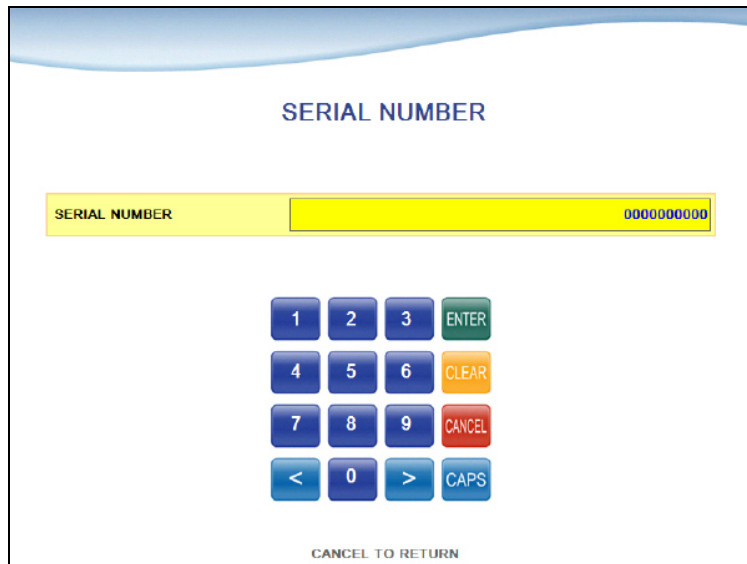 SERIAL NUMBER
SERIAL NUMBER 0000000000
1 2 3 ENTER
4 5 6 CLEAR
7 8 9 CANCEL
< 0 > CAPS
CANCEL TO RETURN